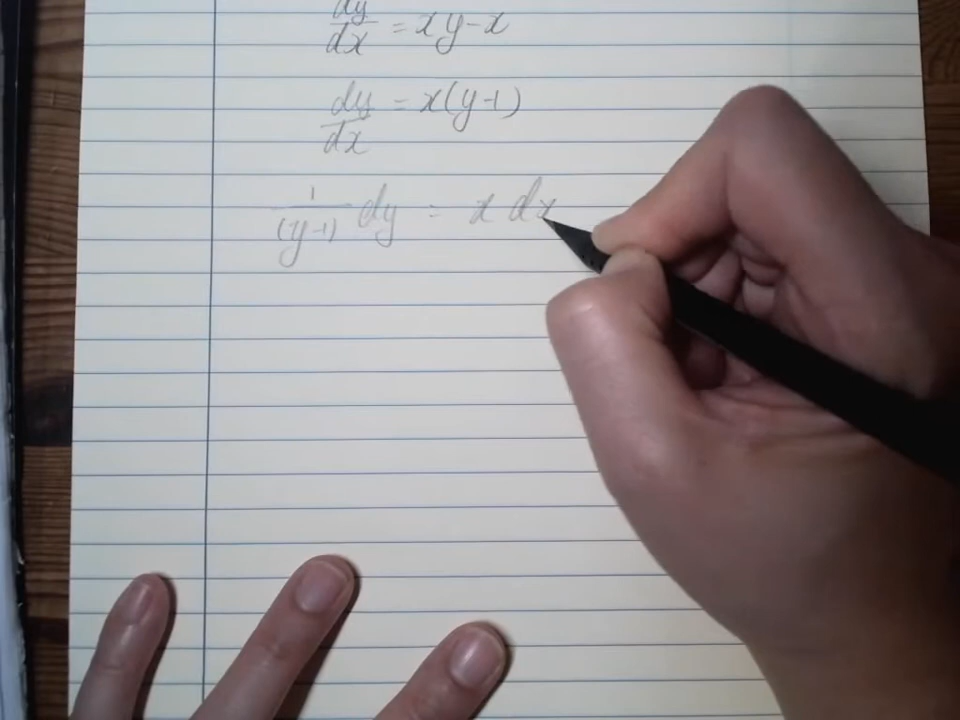 dy/dx = xy-x
dy/dx = x(y-1)
1/(y-1) dy = x dx